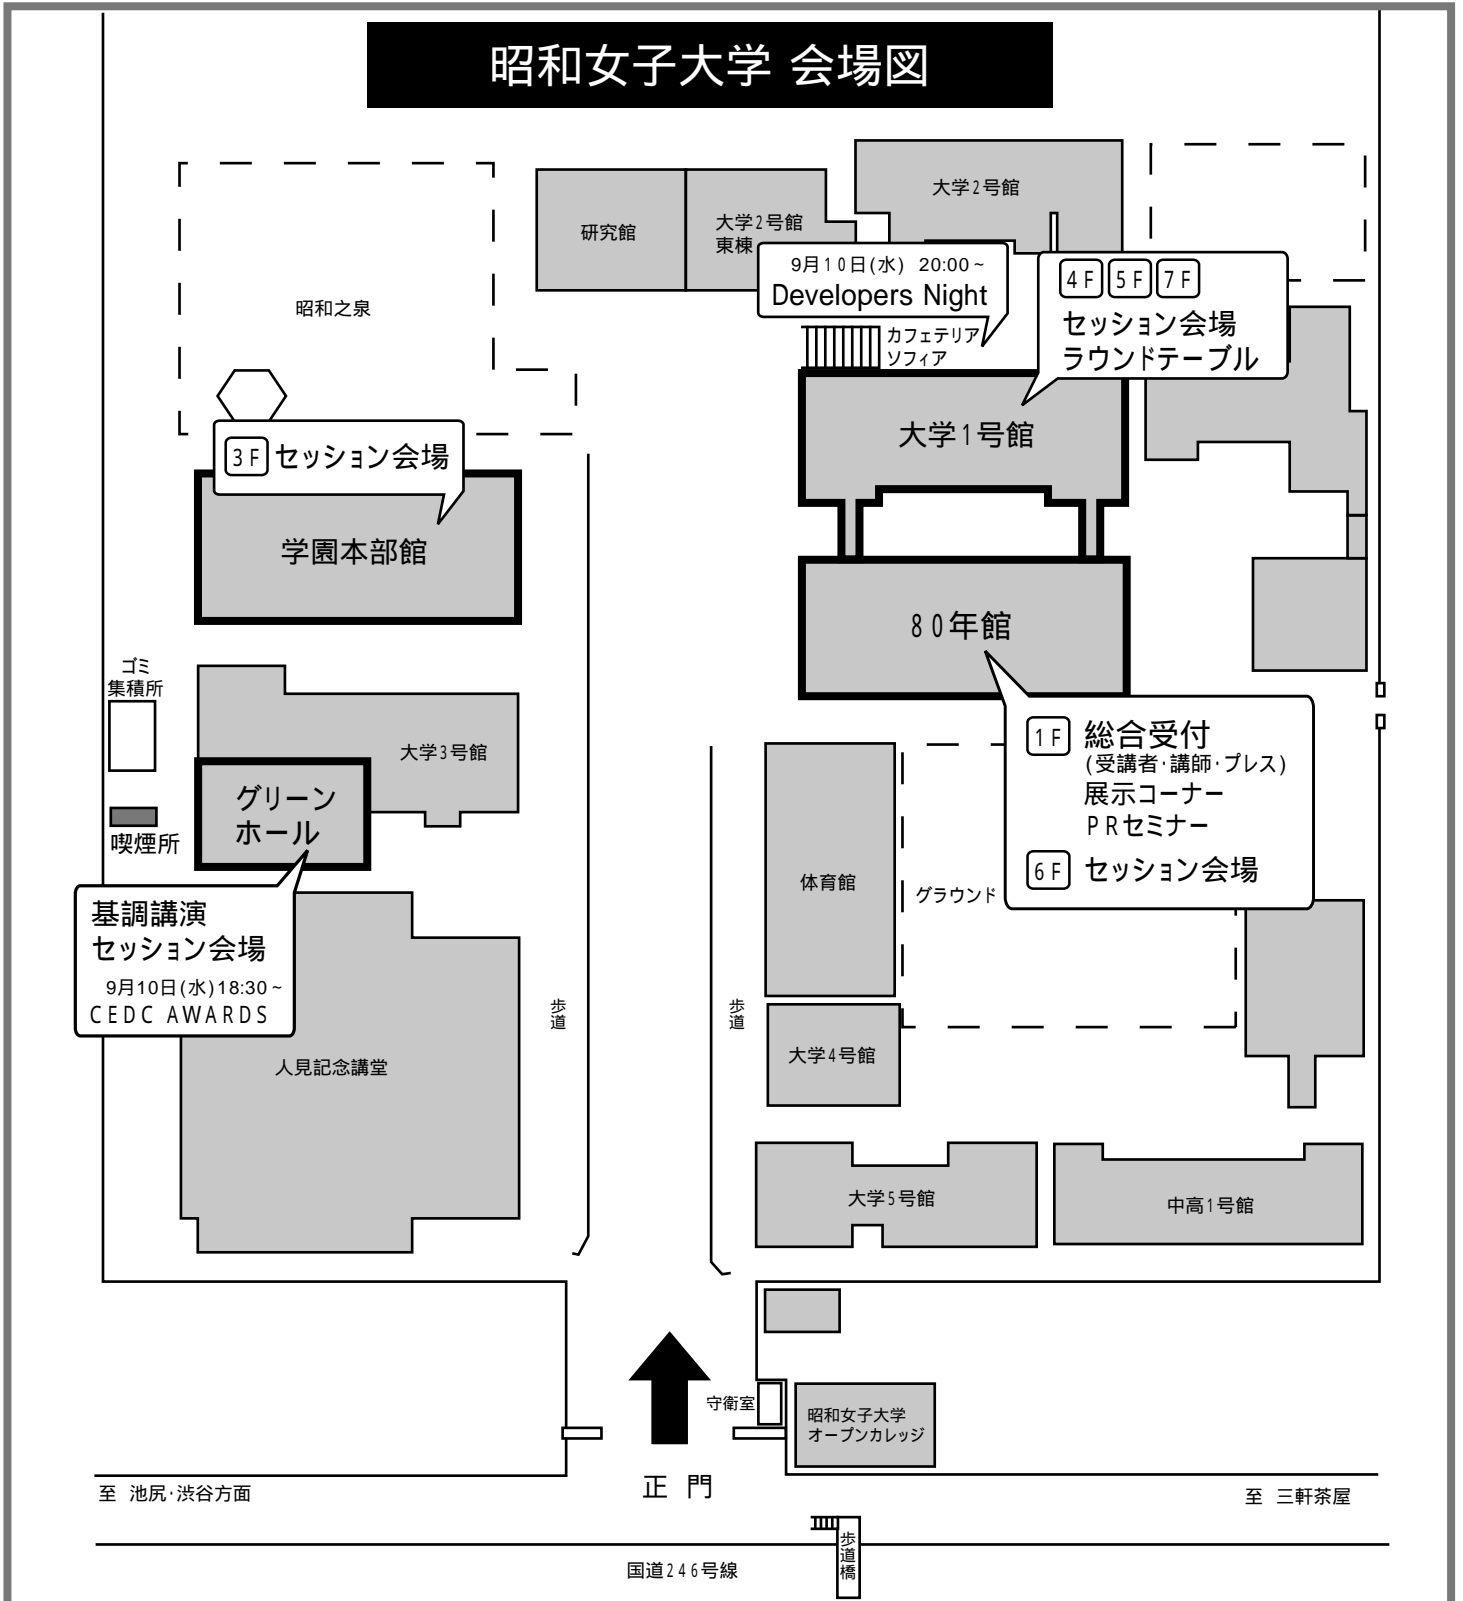 昭和女子大学 会場図
大学2号館
研究館
大学2号館
東棟
9月10日(水) 20:00~
Developers Night
4F 5F 7F
セッション会場
ラウンドテーブル
昭和之泉
カフェテリア
ソフィア
大学1号館
3F セッション会場
学園本部館
80年館
ゴミ
集積所
大学3号館
1F 総合受付
(受講者・講師・プレス)
展示コーナー
PRセミナー
6F セッション会場
グリーン
ホール
喫煙所
体育館
グラウンド
基調講演
セッション会場
9月10日(水)18:30~
CEDC AWARDS
歩道
歩道
人見記念講堂
大学4号館
大学5号館
中高1号館
守衛室
昭和女子大学
オープンカレッジ
正門
至 池尻・渋谷方面
至 三軒茶屋
歩道橋
国道246号線